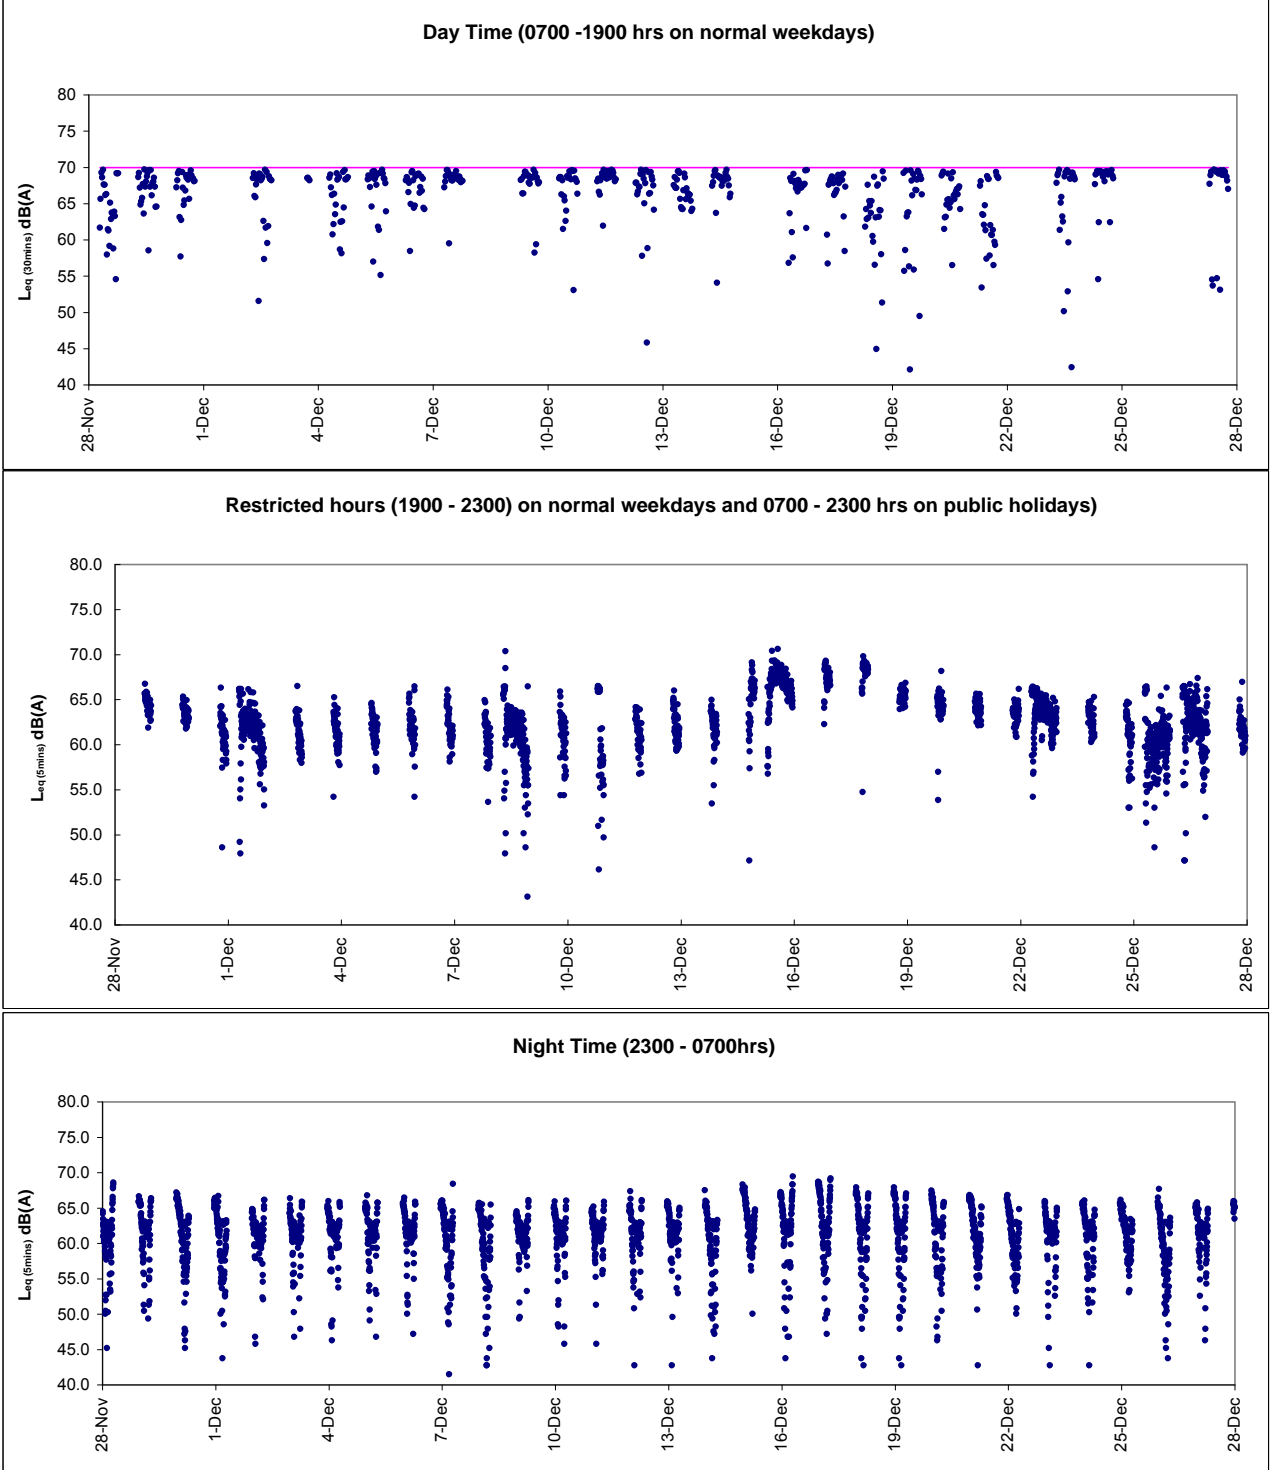 Day Time (0700 -1900 hrs on normal weekdays)
80
75
70
65
60
55
50
45
40
Leq (30mins) dB(A)
28-Nov
1-Dec
4-Dec
7-Dec
10-Dec
13-Dec
16-Dec
19-Dec
22-Dec
25-Dec
28-Dec
Restricted hours (1900 - 2300) on normal weekdays and 0700 - 2300 hrs on public holidays)
80.0
75.0
70.0
65.0
60.0
55.0
50.0
45.0
40.0
Leq (5mins) dB(A)
28-Nov
1-Dec
4-Dec
7-Dec
10-Dec
13-Dec
16-Dec
19-Dec
22-Dec
25-Dec
28-Dec
Night Time (2300 - 0700hrs)
80.0
75.0
70.0
65.0
60.0
55.0
50.0
45.0
40.0
Leq (5mins) dB(A)
28-Nov
1-Dec
4-Dec
7-Dec
10-Dec
13-Dec
16-Dec
19-Dec
22-Dec
25-Dec
28-Dec